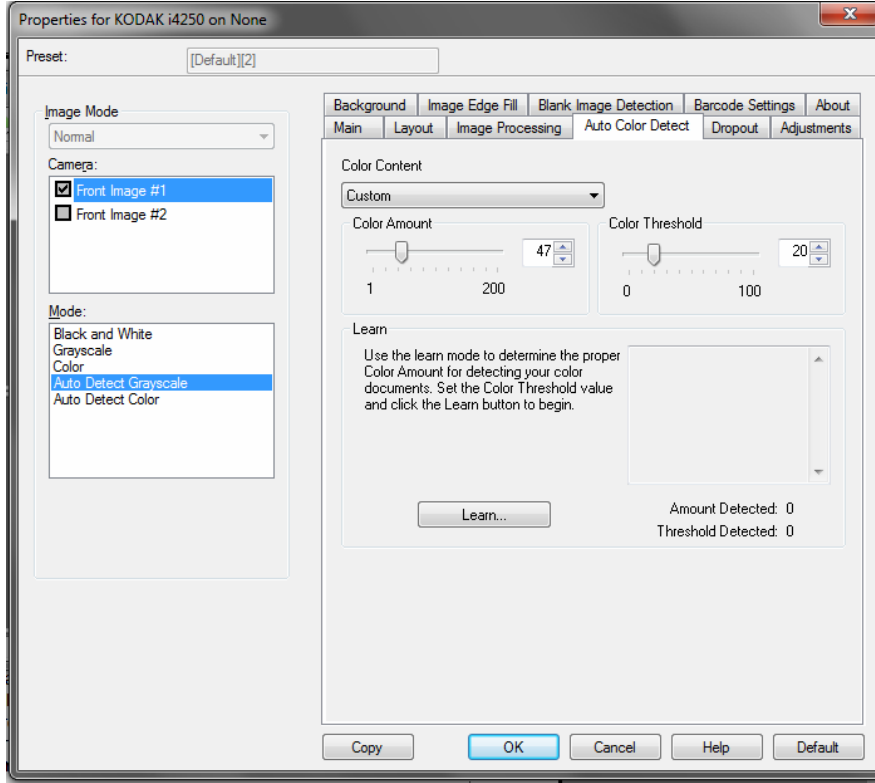 Properties for KODAK i4250 on None
Preset:
[Default][2]
Image Mode
Normal
Camera:
Front Image #1
Front Image #2
Mode:
Black and White
Grayscale
Color
Auto Detect Grayscale
Auto Detect Color
Background Image Edge Fill Blank Image Detection Barcode Settings About
Main Layout Image Processing Auto Color Detect Dropout Adjustments
Color Content
Custom
Color Amount
47
1 200
Color Threshold
20
0 100
Learn
Use the learn mode to determine the proper
Color Amount for detecting your color
documents. Set the Color Threshold value
and click the Learn button to begin.
Learn...
Amount Detected: 0
Threshold Detected: 0
Copy OK Cancel Help Default